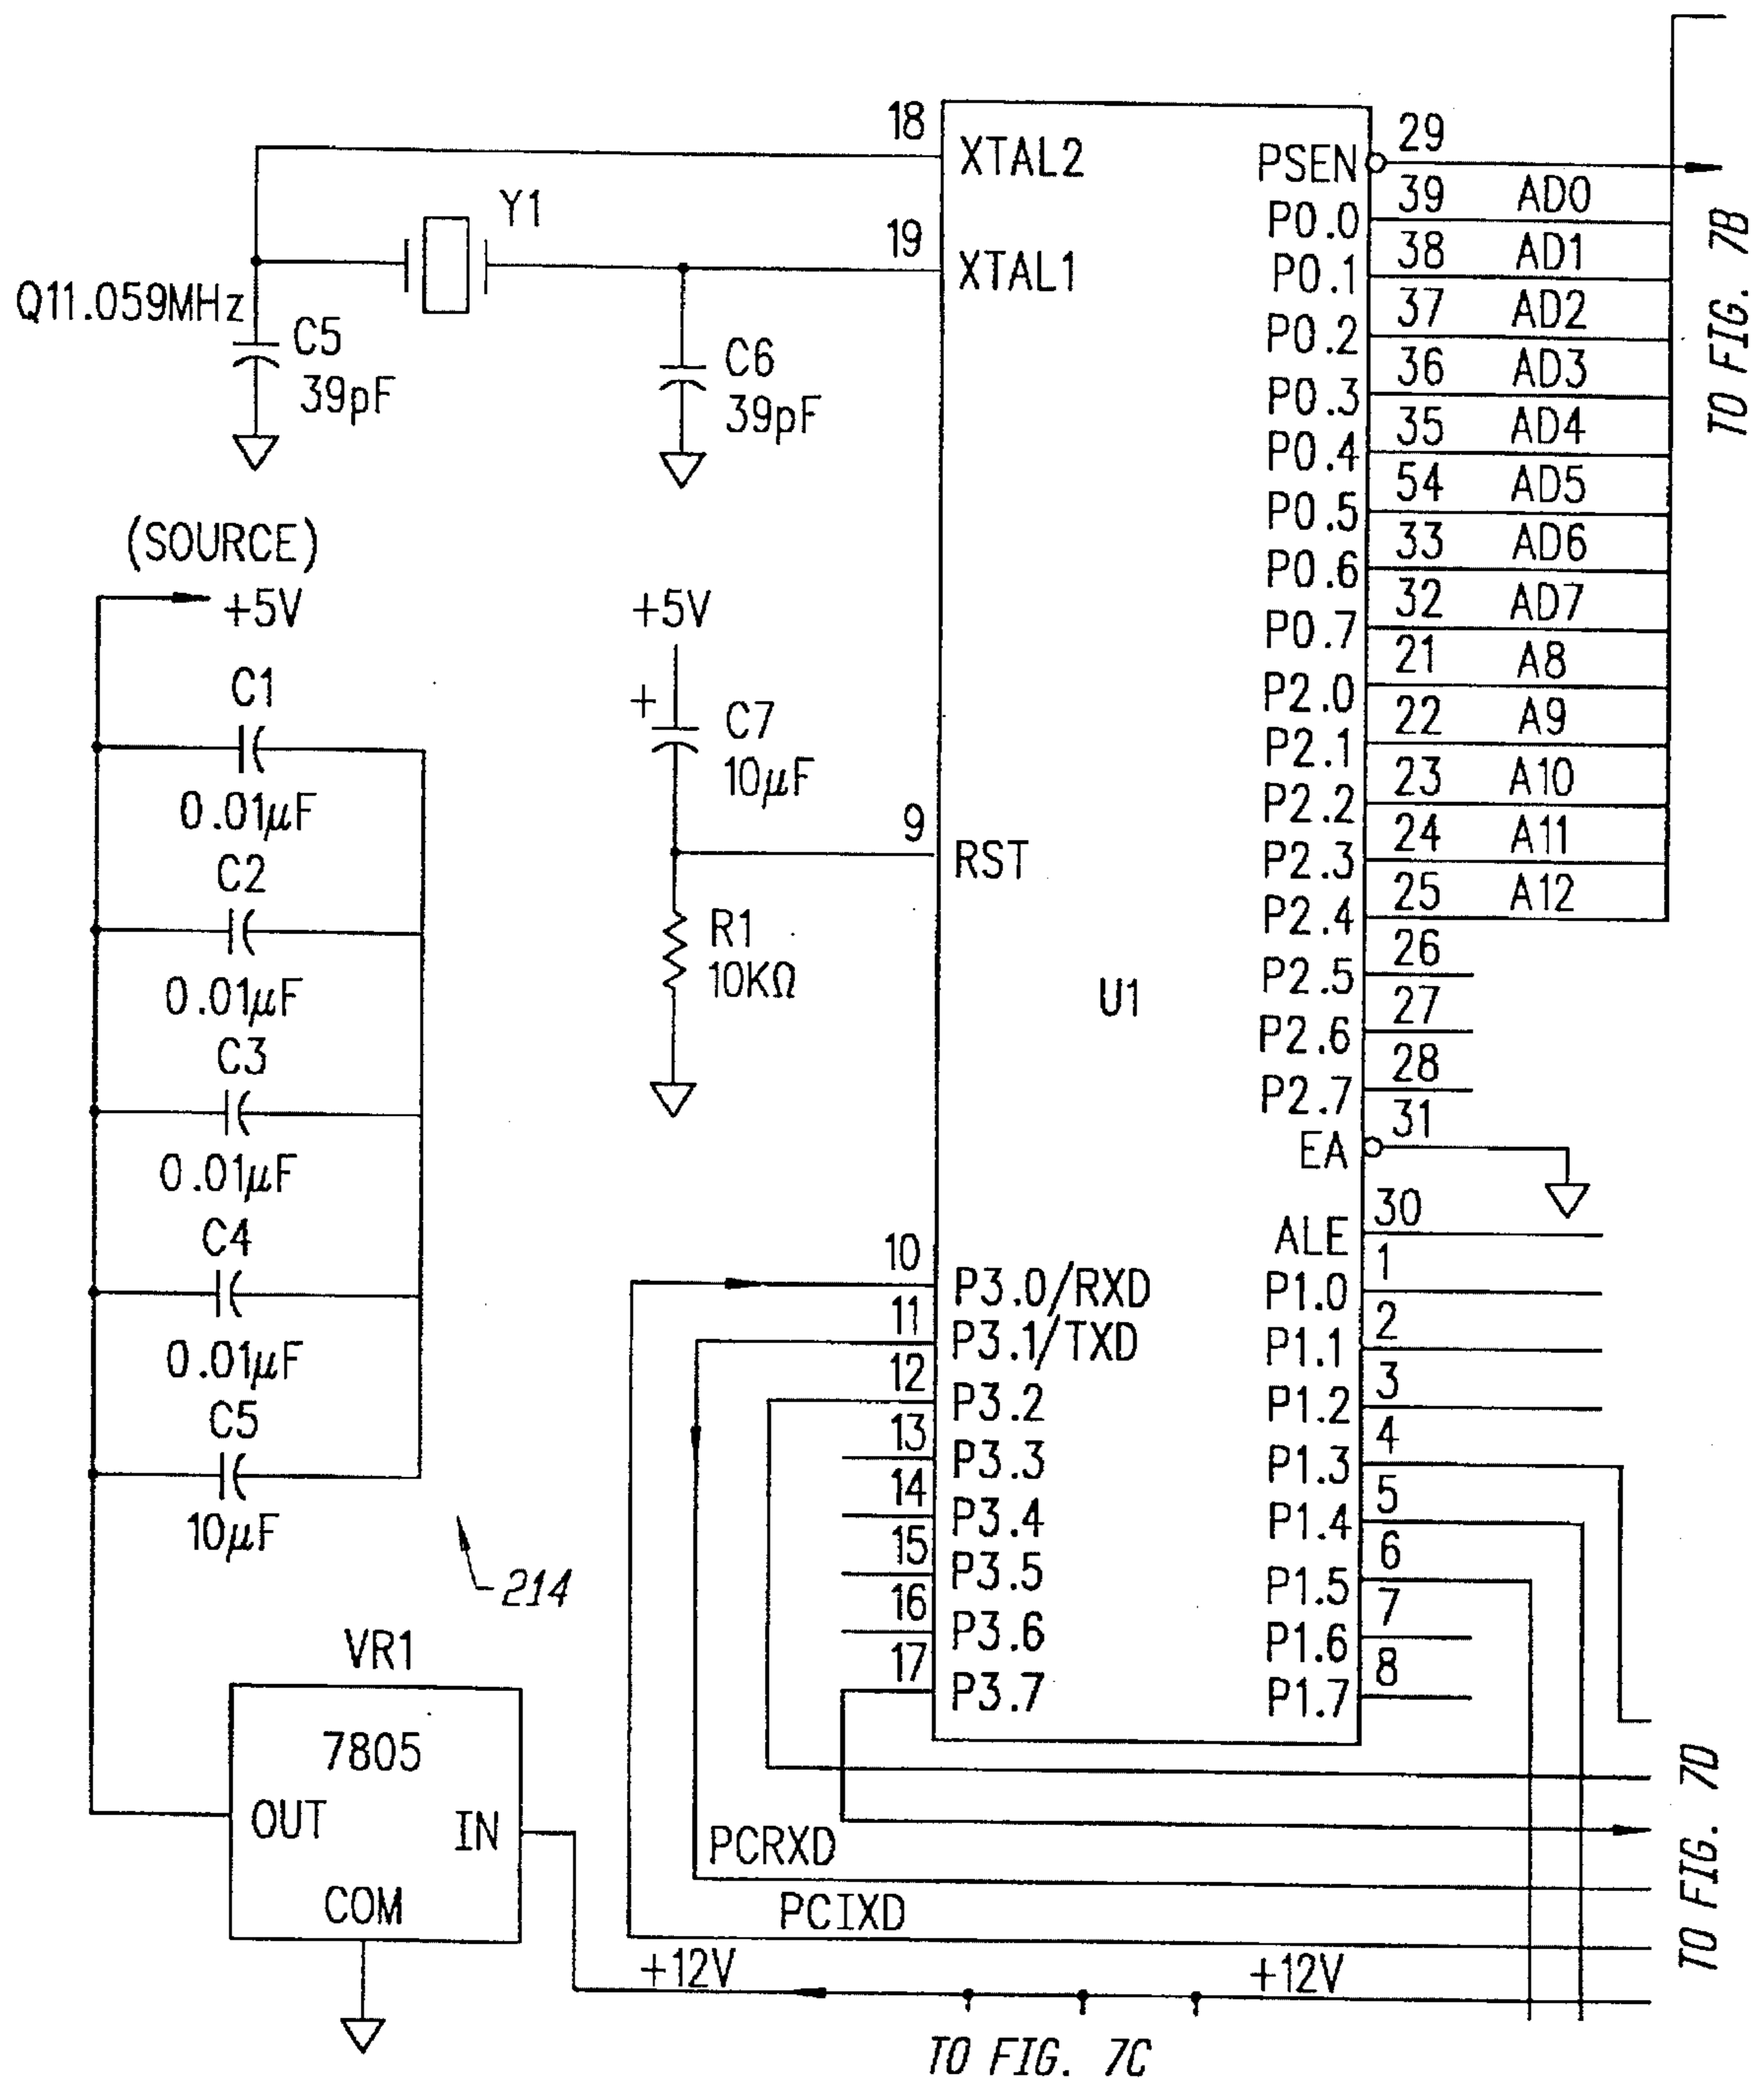 18
XTAL2
Y1
19
XTAL1
Q11.059MHz
C5
39pF
C6
39pF
(SOURCE)
+5V
C1
0.01µF
C2
0.01µF
C3
0.01µF
C4
0.01µF
C5
10µF
214
+5V
+
C7
10µF
9
RST
R1
10KΩ
U1
PSEN 29
P0.0 39 AD0
P0.1 38 AD1
P0.2 37 AD2
P0.3 36 AD3
P0.4 35 AD4
P0.5 54 AD5
P0.6 33 AD6
P0.7 32 AD7
P2.0 21 A8
P2.1 22 A9
P2.2 23 A10
P2.3 24 A11
P2.4 25 A12
P2.5 26
P2.6 27
P2.7 28
EA 31
ALE 30
P1.0 1
P1.1 2
P1.2 3
P1.3 4
P1.4 5
P1.5 6
P1.6 7
P1.7 8
TO FIG. 7B
10 P3.0/RXD
11 P3.1/TXD
12 P3.2
13 P3.3
14 P3.4
15 P3.5
16 P3.6
17 P3.7
VR1
7805
OUT
IN
COM
PCRXD
PCIXD
+12V
+12V
TO FIG. 7D
TO FIG. 7C